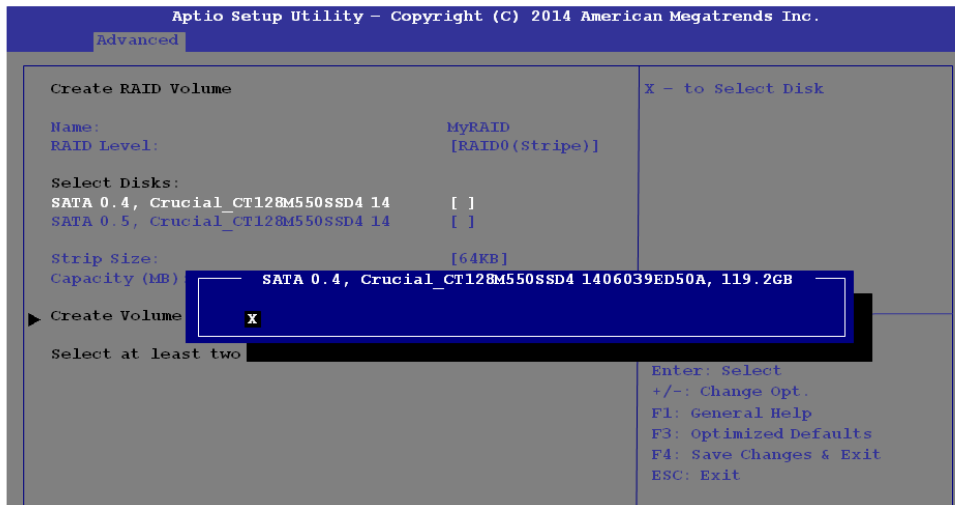 Aptio Setup Utility – Copyright (C) 2014 American Megatrends Inc.
Advanced
Create RAID Volume
X – to Select Disk
Name: MyRAID
RAID Level: [RAID0(Stripe)]
Select Disks:
SATA 0.4, Crucial_CT128M550SSD4 14 [ ]
SATA 0.5, Crucial_CT128M550SSD4 14 [ ]
Strip Size: [64KB]
Capacity (MB):
SATA 0.4, Crucial_CT128M550SSD4 1406039ED50A, 119.2GB
X
Create Volume
Select at least two
Enter: Select
+/–: Change Opt.
F1: General Help
F3: Optimized Defaults
F4: Save Changes & Exit
ESC: Exit